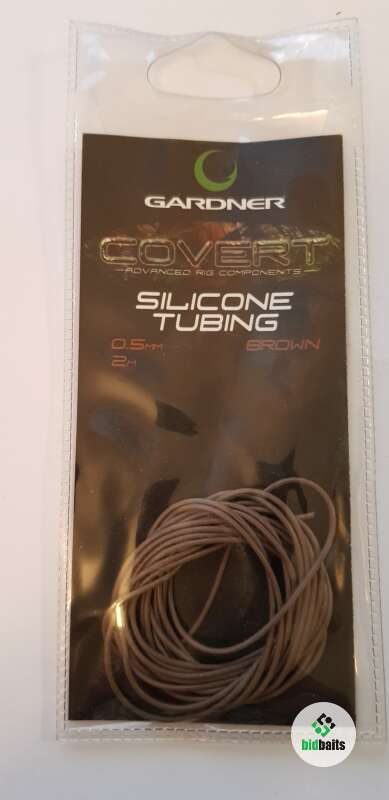 GARDNER
COVERT
ADVANCED RIG COMPONENTS
SILICONE
TUBING
0.5MM BROWN
2M
bidbaits